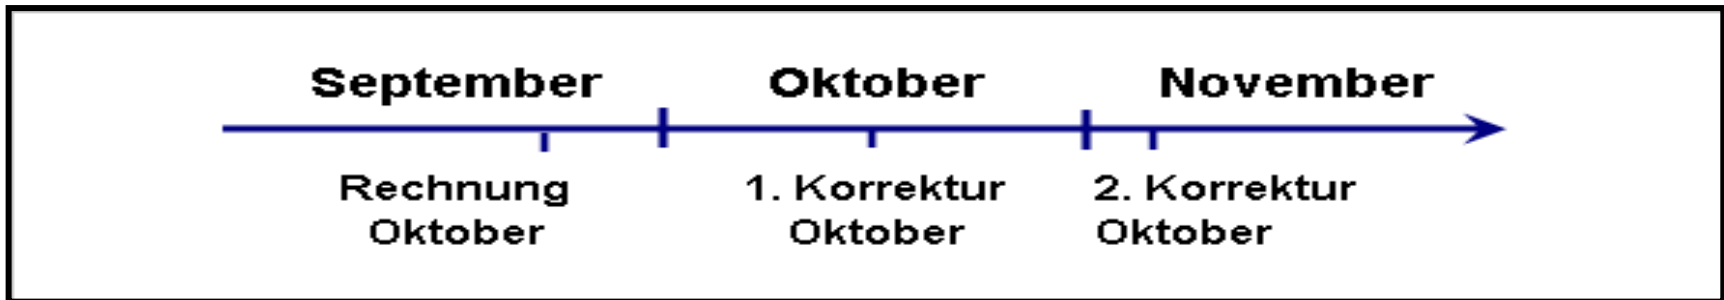 September Oktober November
Rechnung 1. Korrektur 2. Korrektur
Oktober Oktober Oktober